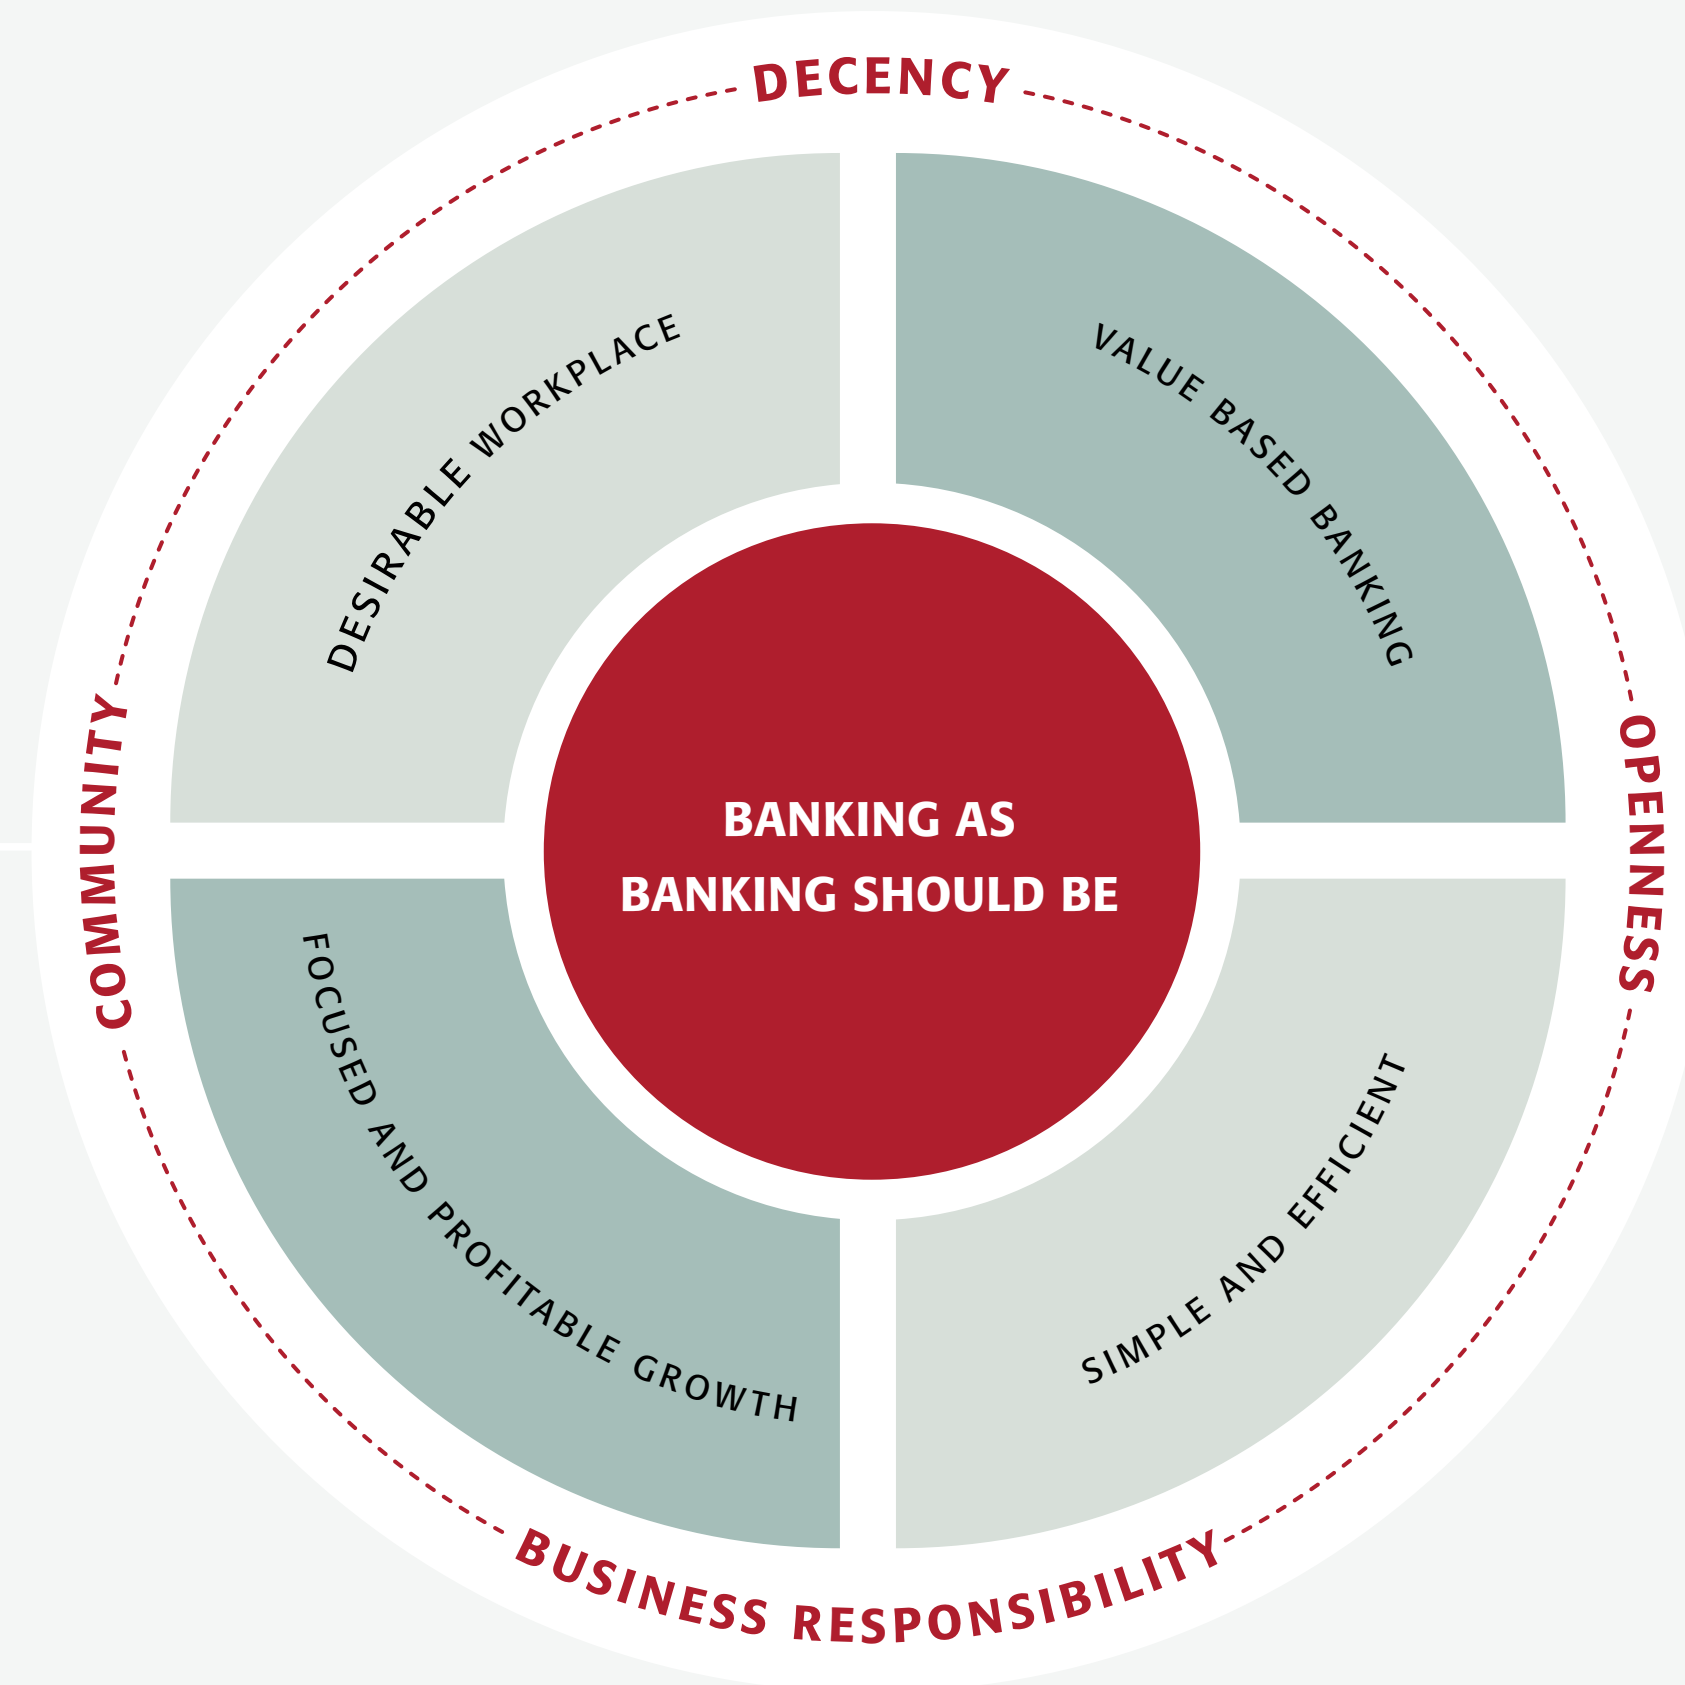 DECENCY
DESIRABLE WORKPLACE
VALUE BASED BANKING
COMMUNITY
OPENNESS
BANKING AS
BANKING SHOULD BE
FOCUSED AND PROFITABLE GROWTH
SIMPLE AND EFFICIENT
BUSINESS RESPONSIBILITY